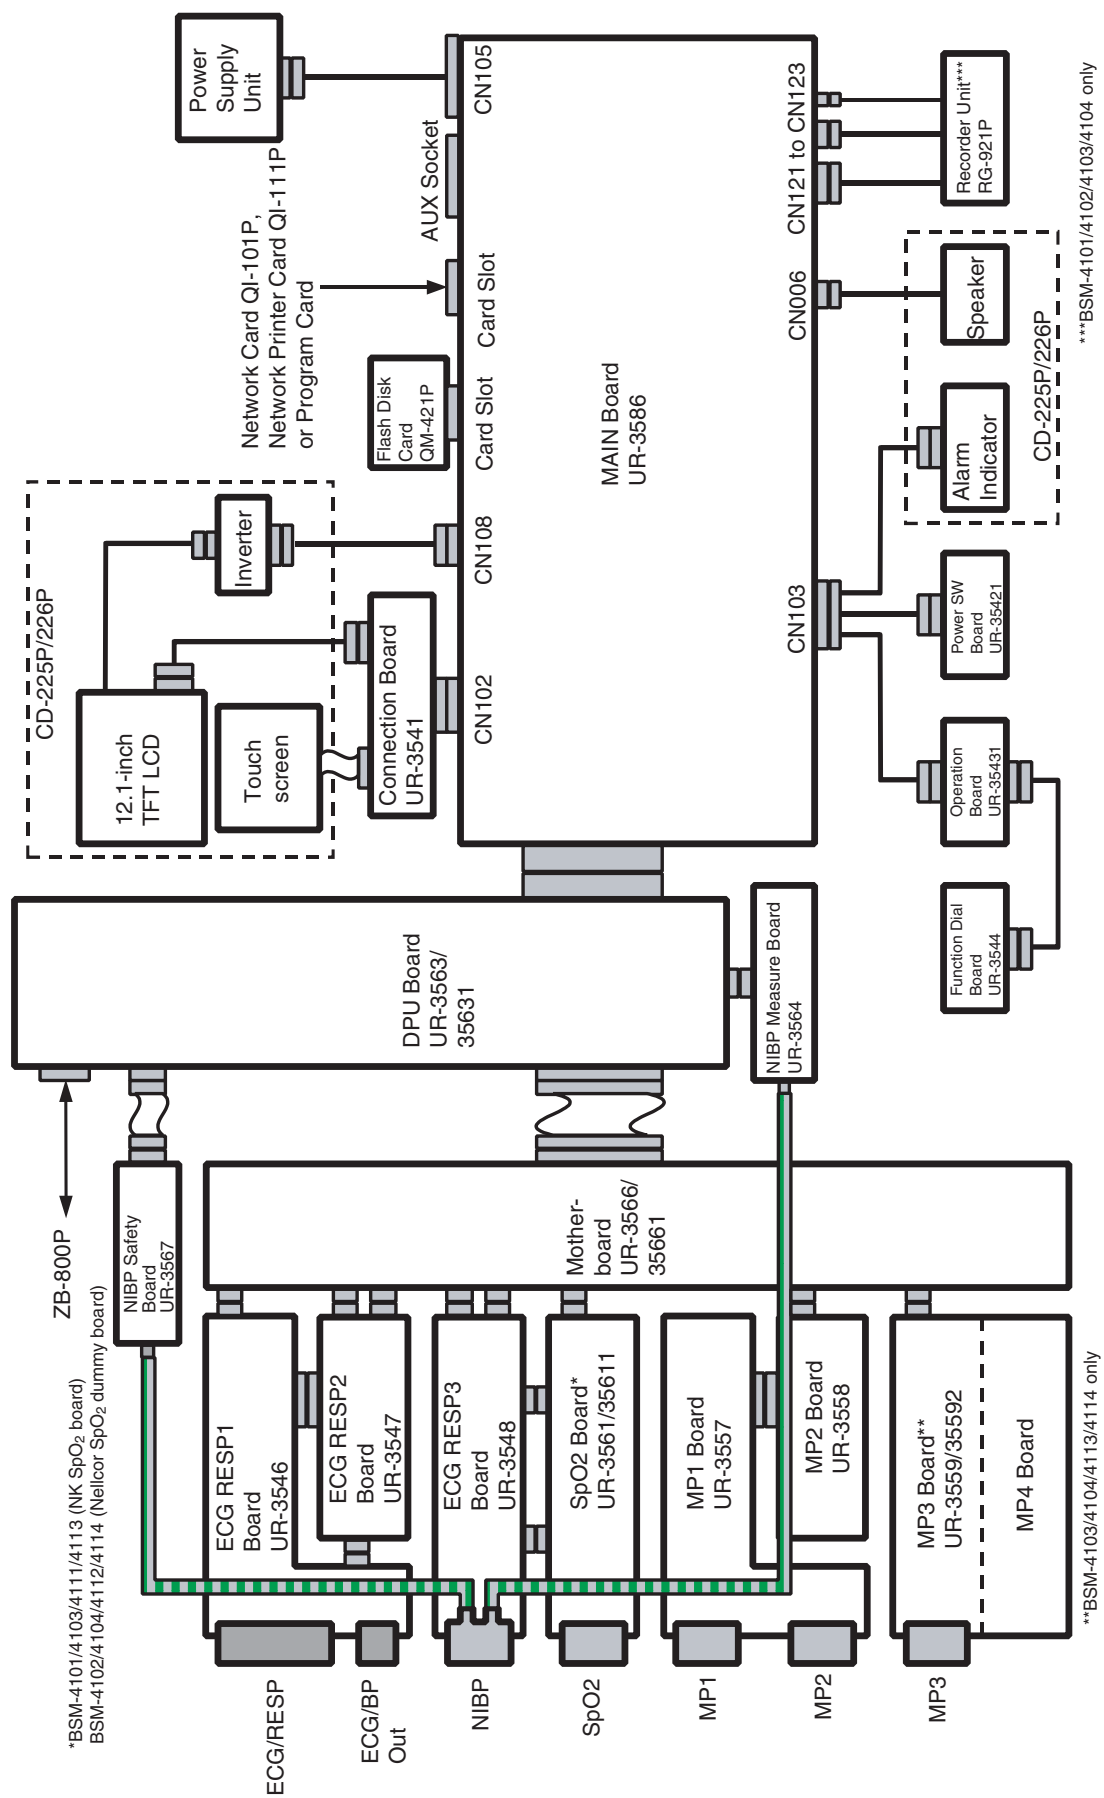 *BSM-4101/4103/4111/4113 (NK SpO2 board)
BSM-4102/4104/4112/4114 (Nellcor SpO2 dummy board)
ZB-800P
ECG/RESP
ECG/BP
Out
NIBP
SpO2
MP1
MP2
MP3
NIBP Safety
Board
UR-3567
ECG RESP1
Board
UR-3546
ECG RESP2
Board
UR-3547
ECG RESP3
Board
UR-3548
SpO2 Board*
UR-3561/35611
MP1 Board
UR-3557
MP2 Board
UR-3558
MP3 Board**
UR-3559/35592
MP4 Board
**BSM-4103/4104/4113/4114 only
Mother-
board
UR-3566/
35661
DPU Board
UR-3563/
35631
NIBP Measure Board
UR-3564
CD-225P/226P
12.1-inch
TFT LCD
Touch
screen
Inverter
Connection Board
UR-3541
CN102
CN108
Flash Disk
Card
QM-421P
Card Slot
Network Card QI-101P,
Network Printer Card QI-111P
or Program Card
Card Slot
AUX Socket
Power
Supply
Unit
CN105
MAIN Board
UR-3586
CN103
CN006
CN121 to CN123
Function Dial
Board
UR-3544
Operation
Board
UR-35431
Power SW
Board
UR-35421
Alarm
Indicator
Speaker
CD-225P/226P
Recorder Unit***
RG-921P
***BSM-4101/4102/4103/4104 only